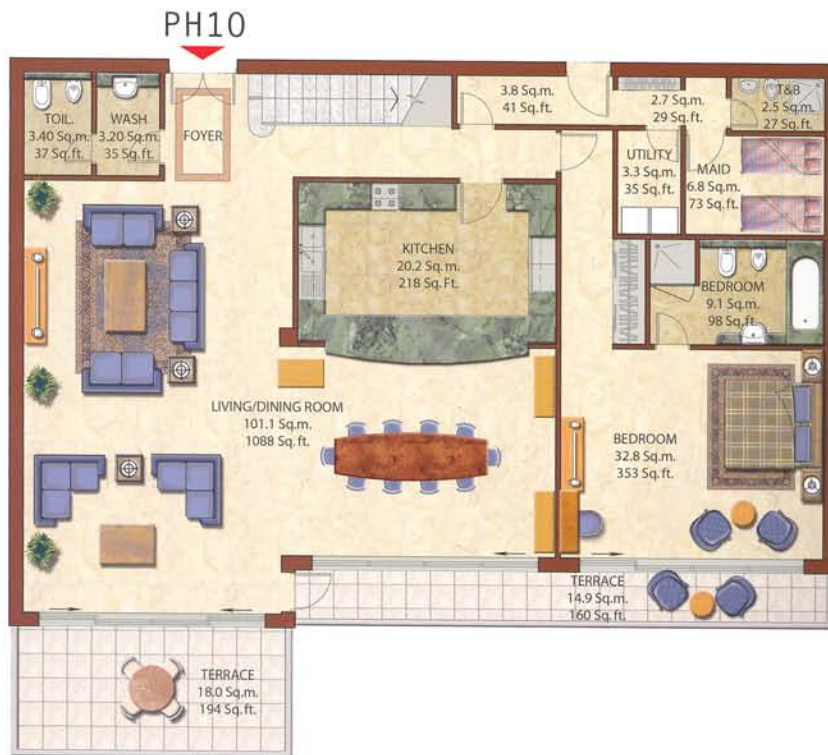 PH10
TOIL.
3.40 Sq.m.
37 Sq.ft.
WASH
3.20 Sq.m.
35 Sq.ft.
FOYER
3.8 Sq.m.
41 Sq.ft.
2.7 Sq.m.
29 Sq.ft.
T&B
2.5 Sq.m.
27 Sq.ft.
UTILITY
3.3 Sq.m.
35 Sq.ft.
MAID
6.8 Sq.m.
73 Sq.ft.
KITCHEN
20.2 Sq.m.
218 Sq.Ft.
BEDROOM
9.1 Sq.m.
98 Sq.ft.
LIVING/DINING ROOM
101.1 Sq.m.
1088 Sq.ft.
BEDROOM
32.8 Sq.m.
353 Sq.ft.
TERRACE
14.9 Sq.m.
160 Sq.ft.
TERRACE
18.0 Sq.m.
194 Sq.ft.